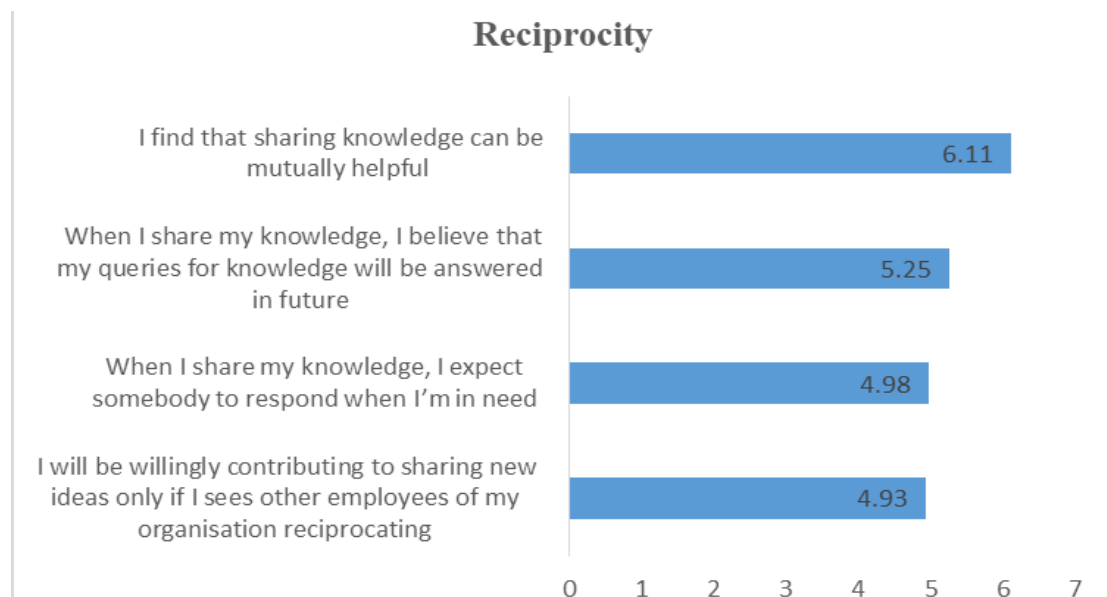 Reciprocity
I find that sharing knowledge can be
mutually helpful
6.11
When I share my knowledge, I believe that
my queries for knowledge will be answered
in future
5.25
When I share my knowledge, I expect
somebody to respond when I’m in need
4.98
I will be willingly contributing to sharing new
ideas only if I sees other employees of my
organisation reciprocating
4.93
0 1 2 3 4 5 6 7